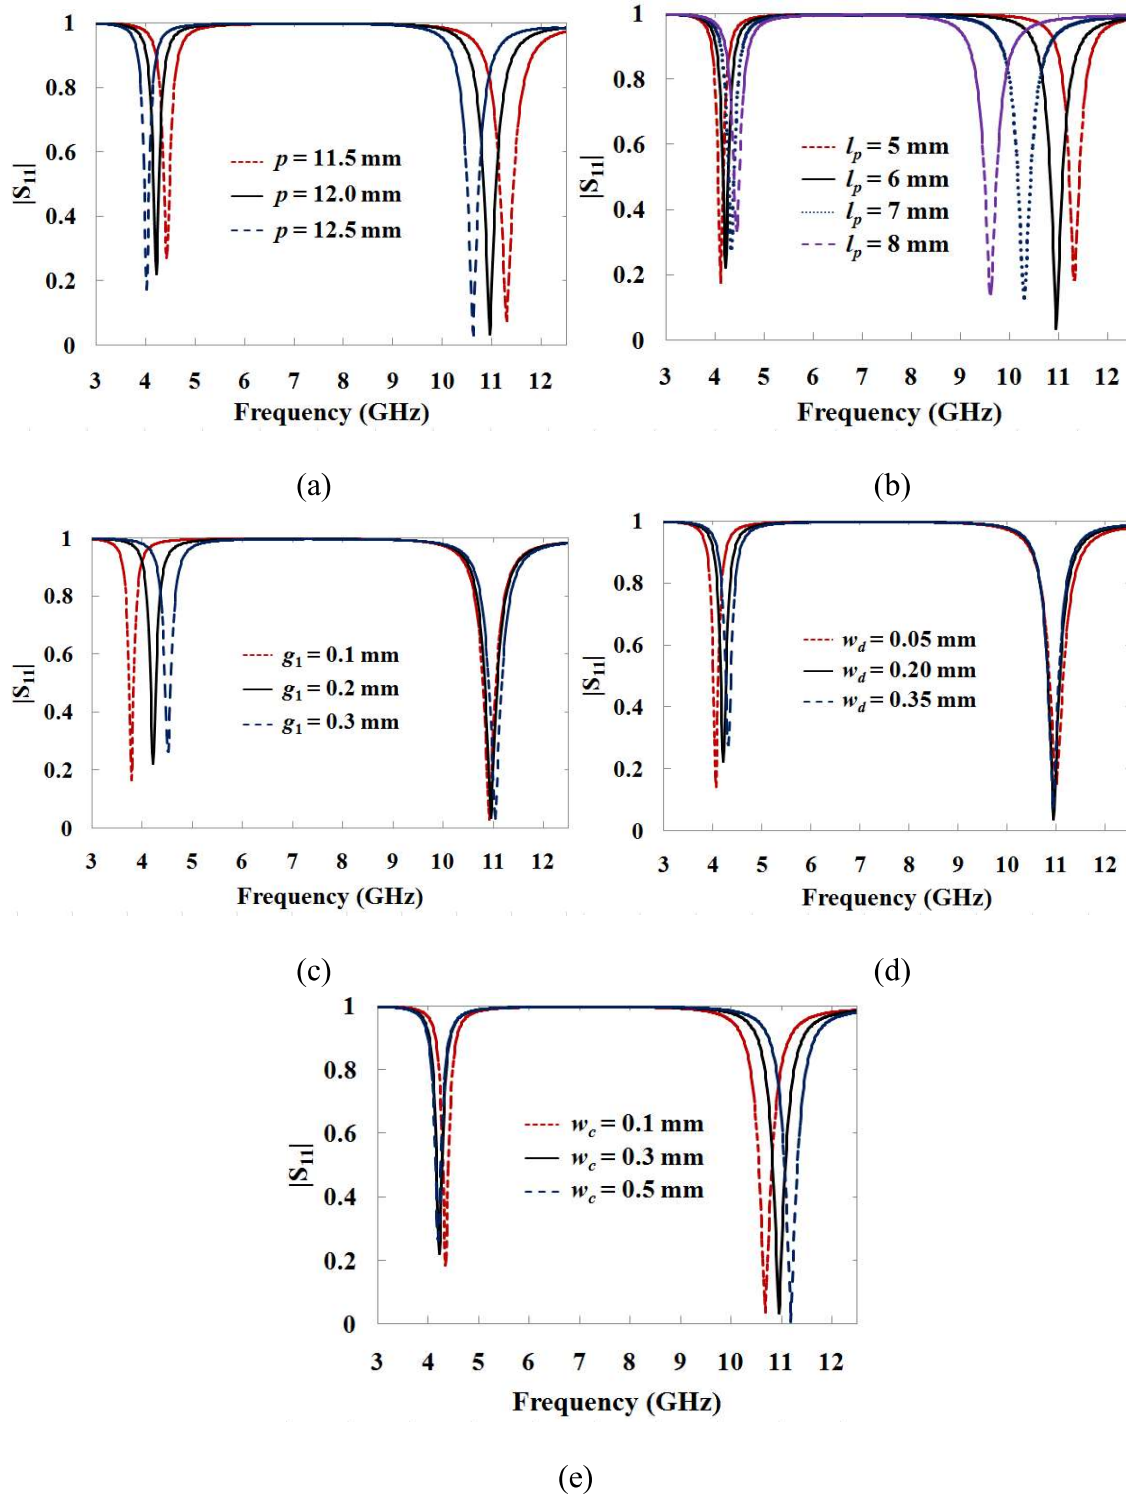 |S11|
1
0.8
0.6
0.4
0.2
0
p = 11.5 mm
p = 12.0 mm
p = 12.5 mm
3 4 5 6 7 8 9 10 11 12
Frequency (GHz)
(a)
|S11|
1
0.8
0.6
0.4
0.2
0
lp = 5 mm
lp = 6 mm
lp = 7 mm
lp = 8 mm
3 4 5 6 7 8 9 10 11 12
Frequency (GHz)
(b)
|S11|
1
0.8
0.6
0.4
0.2
0
g1 = 0.1 mm
g1 = 0.2 mm
g1 = 0.3 mm
3 4 5 6 7 8 9 10 11 12
Frequency (GHz)
(c)
|S11|
1
0.8
0.6
0.4
0.2
0
wd = 0.05 mm
wd = 0.20 mm
wd = 0.35 mm
3 4 5 6 7 8 9 10 11 12
Frequency (GHz)
(d)
|S11|
1
0.8
0.6
0.4
0.2
0
wc = 0.1 mm
wc = 0.3 mm
wc = 0.5 mm
3 4 5 6 7 8 9 10 11 12
Frequency (GHz)
(e)